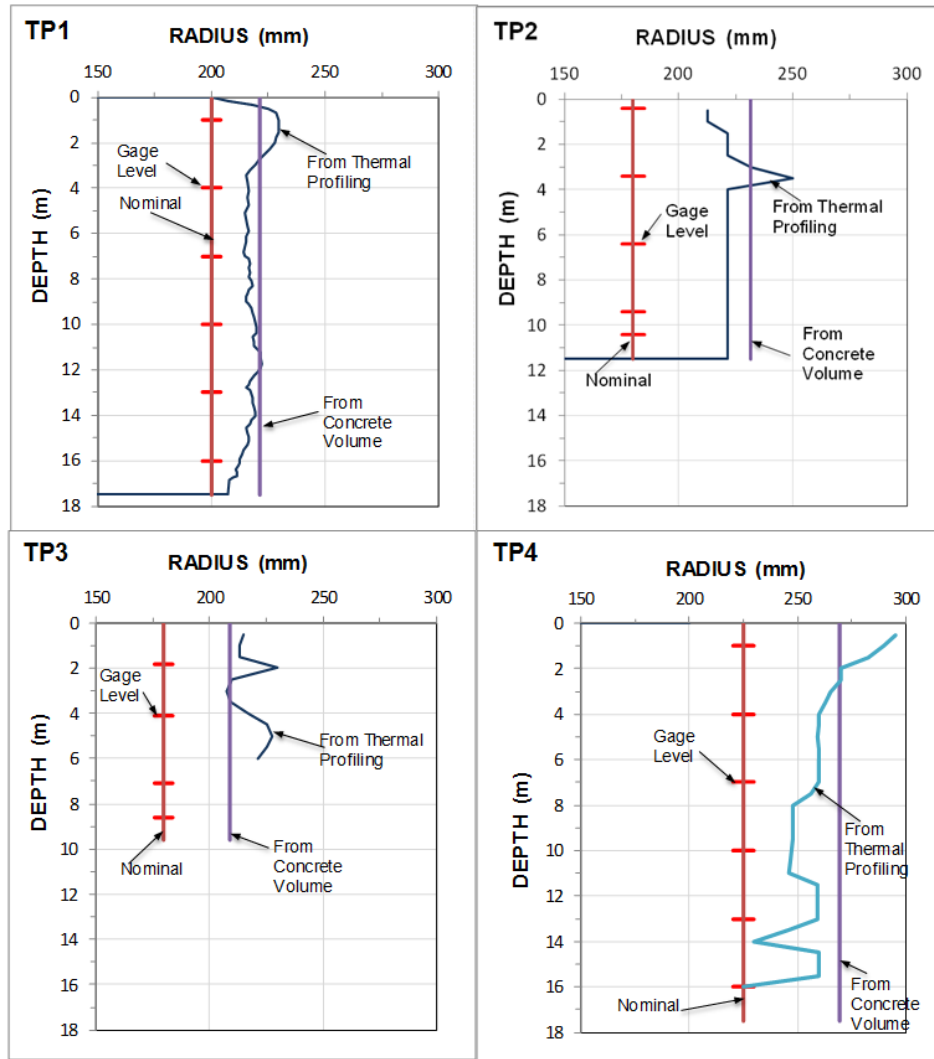 TP1
RADIUS (mm)
150 200 250 300
0
2
4
6
8
10
12
14
16
18
DEPTH (m)
Gage
Level
Nominal
From Thermal
Profiling
From
Concrete
Volume
TP2
RADIUS (mm)
150 200 250 300
0
2
4
6
8
10
12
14
16
18
DEPTH (m)
Gage
Level
From Thermal
Profiling
From
Concrete
Volume
Nominal
TP3
RADIUS (mm)
150 200 250 300
0
2
4
6
8
10
12
14
16
18
DEPTH (m)
Gage
Level
From Thermal
Profiling
Nominal
From
Concrete
Volume
TP4
RADIUS (mm)
150 200 250 300
0
2
4
6
8
10
12
14
16
18
DEPTH (m)
Gage
Level
From
Thermal
Profiling
Nominal
From
Concrete
Volume